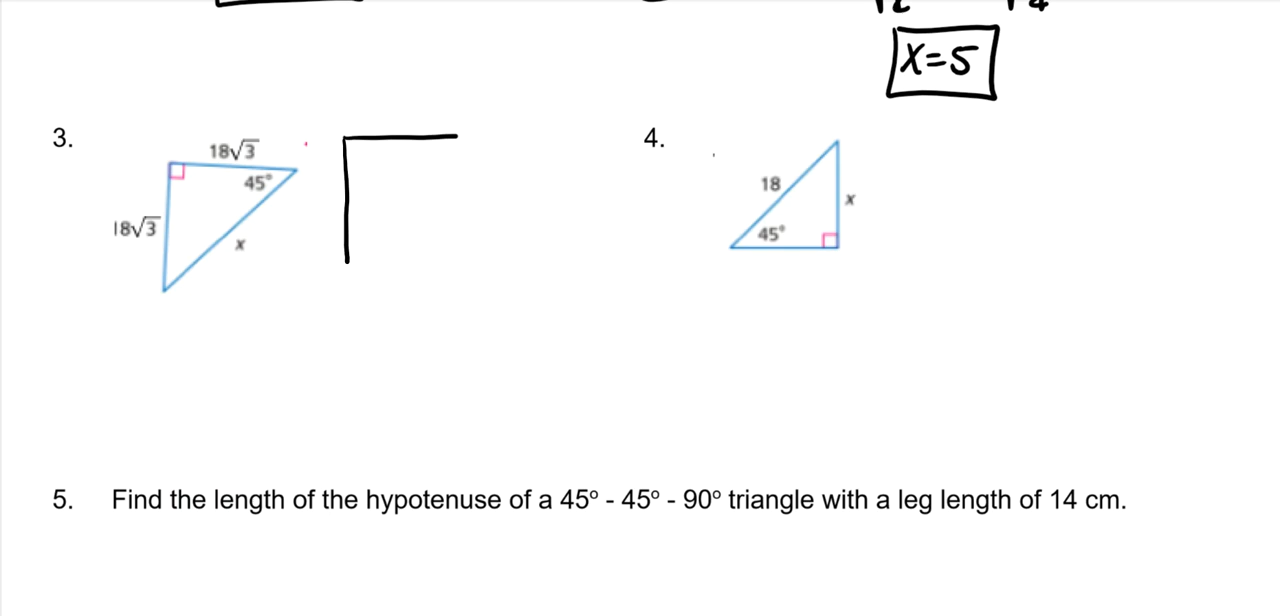 x=5
3.
18√3
45°
18√3
x
4.
18
x
45°
5. Find the length of the hypotenuse of a 45° - 45° - 90° triangle with a leg length of 14 cm.